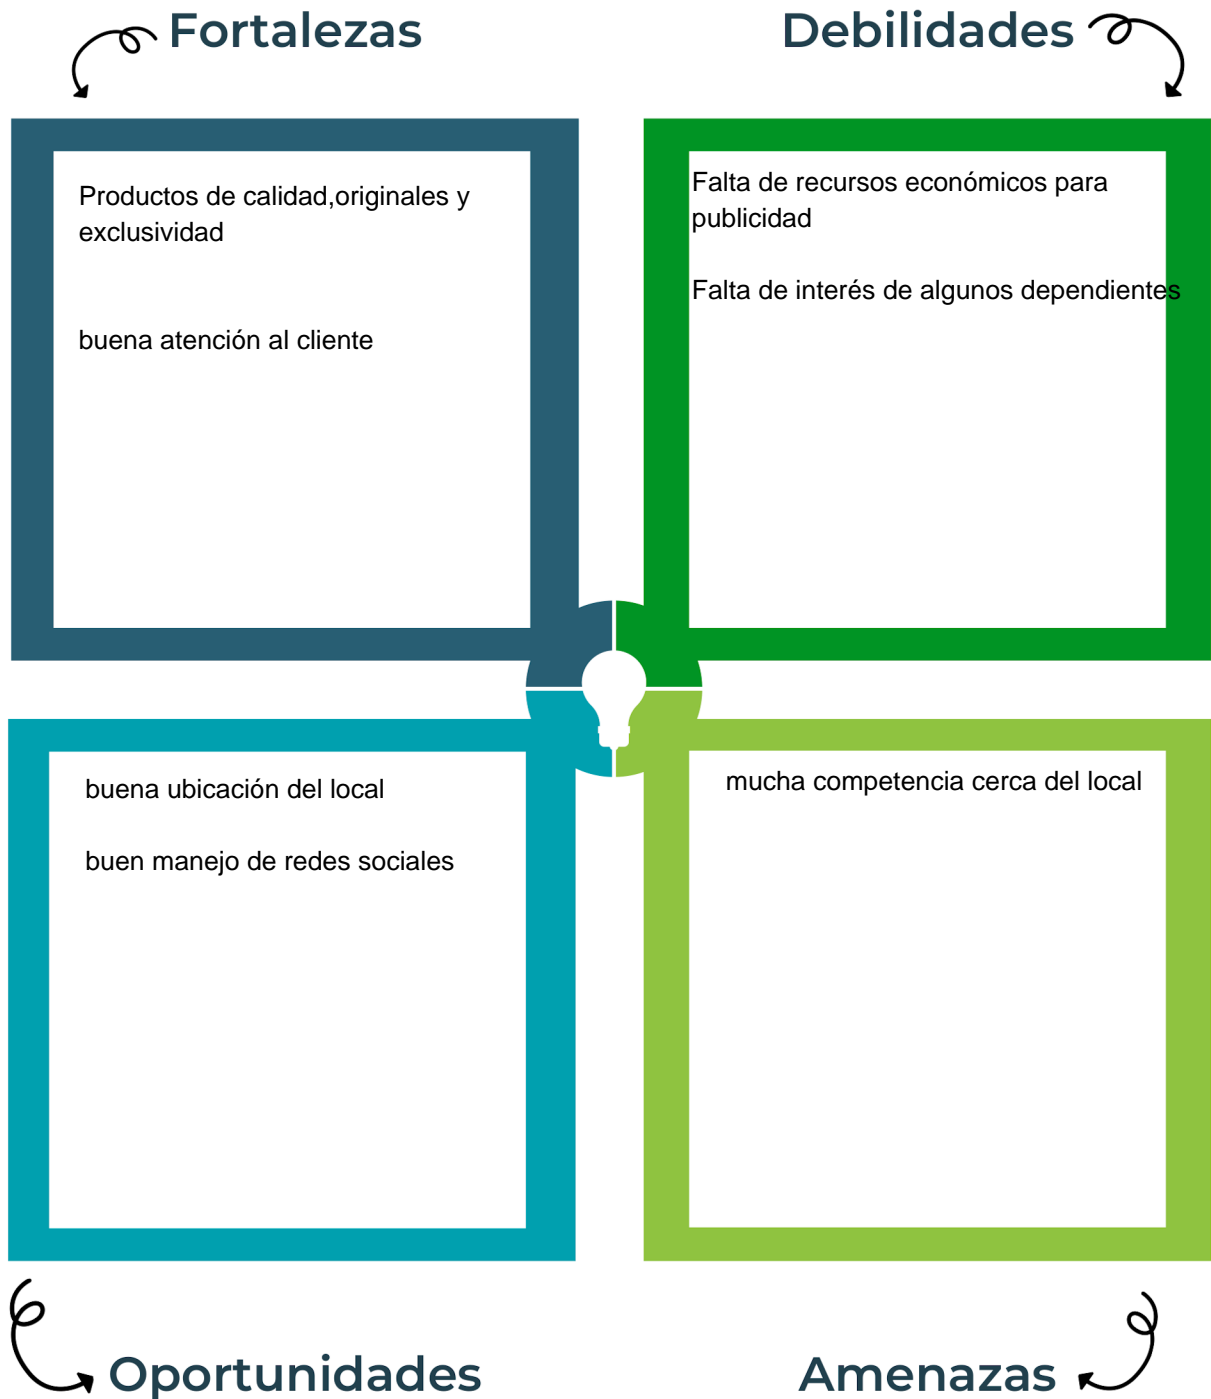 Fortalezas
Productos de calidad,originales y
exclusividad
buena atención al cliente
Debilidades
Falta de recursos económicos para
publicidad
Falta de interés de algunos dependientes
buena ubicación del local
buen manejo de redes sociales
Oportunidades
mucha competencia cerca del local
Amenazas